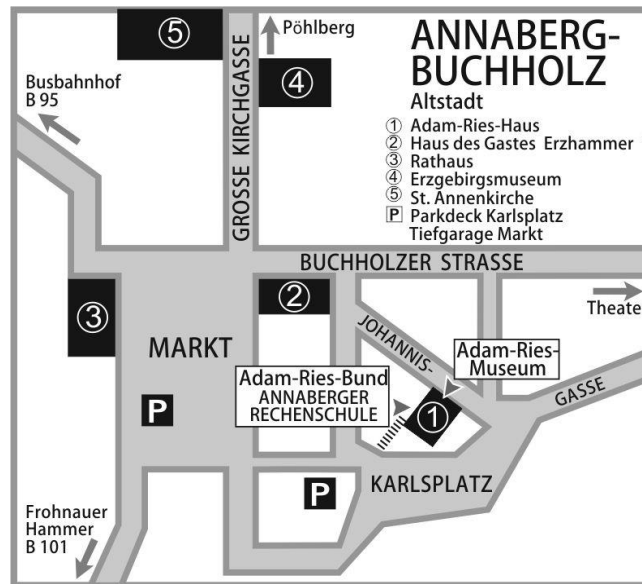 ANNABERG-
BUCHHOLZ
Altstadt
① Adam-Ries-Haus
② Haus des Gastes Erzhammer
③ Rathaus
④ Erzgebirgsmuseum
⑤ St. Annenkirche
P Parkdeck Karlsplatz
Tiefgarage Markt
⑤
Pöhlberg
④
Busbahnhof
B 95
GROSSE KIRCHGASSE
BUCHHOLZER STRASSE
②
③
Theater
MARKT
JOHANNIS-
GASSE
Adam-Ries-
Museum
Adam-Ries-Bund
ANNABERGER
RECHENSCHULE
①
P
P
KARLSPLATZ
Frohnauer
Hammer
B 101